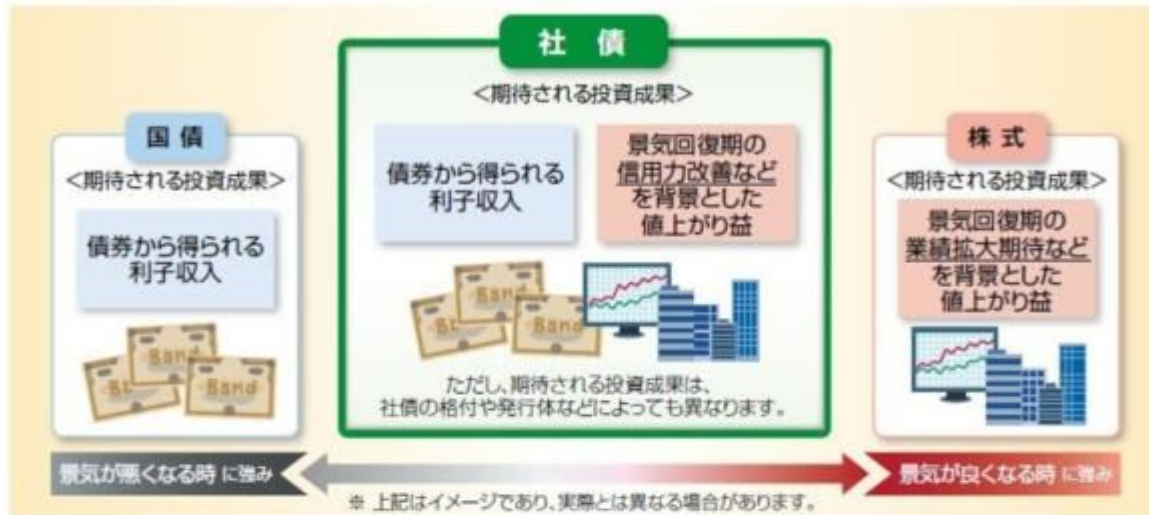 社債
<期待される投資成果>
債券から得られる
利子収入
景気回復期の
信用力改善など
を背景とした
値上がり益
Band
Band
ただし、期待される投資成果は、
社債の格付や発行体などによっても異なります。
国債
<期待される投資成果>
債券から得られる
利子収入
Band
Band
株式
<期待される投資成果>
景気回復期の
業績拡大期待など
を背景とした
値上がり益
景気が悪くなる時 に強み
景気が良くなる時 に強み
※ 上記はイメージであり、実際とは異なる場合があります。